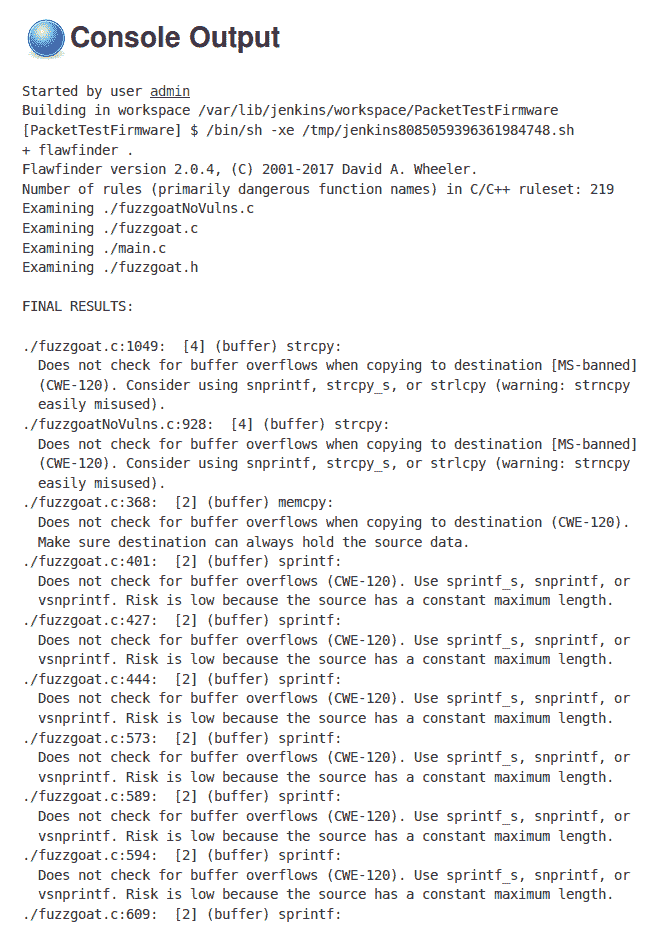 Console Output
Started by user admin
Building in workspace /var/lib/jenkins/workspace/PacketTestFirmware
[PacketTestFirmware] $ /bin/sh -xe /tmp/jenkins8085059396361984748.sh
+ flawfinder .
Flawfinder version 2.0.4, (C) 2001-2017 David A. Wheeler.
Number of rules (primarily dangerous function names) in C/C++ ruleset: 219
Examining ./fuzzgoatNoVulns.c
Examining ./fuzzgoat.c
Examining ./main.c
Examining ./fuzzgoat.h
FINAL RESULTS:
./fuzzgoat.c:1049:  [4] (buffer) strcpy:
Does not check for buffer overflows when copying to destination [MS-banned]
(CWE-120). Consider using snprintf, strcpy_s, or strlcpy (warning: strncpy
easily misused).
./fuzzgoatNoVulns.c:928:  [4] (buffer) strcpy:
Does not check for buffer overflows when copying to destination [MS-banned]
(CWE-120). Consider using snprintf, strcpy_s, or strlcpy (warning: strncpy
easily misused).
./fuzzgoat.c:368:  [2] (buffer) memcpy:
Does not check for buffer overflows when copying to destination (CWE-120).
Make sure destination can always hold the source data.
./fuzzgoat.c:401:  [2] (buffer) sprintf:
Does not check for buffer overflows (CWE-120). Use sprintf_s, snprintf, or
vsnprintf. Risk is low because the source has a constant maximum length.
./fuzzgoat.c:427:  [2] (buffer) sprintf:
Does not check for buffer overflows (CWE-120). Use sprintf_s, snprintf, or
vsnprintf. Risk is low because the source has a constant maximum length.
./fuzzgoat.c:444:  [2] (buffer) sprintf:
Does not check for buffer overflows (CWE-120). Use sprintf_s, snprintf, or
vsnprintf. Risk is low because the source has a constant maximum length.
./fuzzgoat.c:573:  [2] (buffer) sprintf:
Does not check for buffer overflows (CWE-120). Use sprintf_s, snprintf, or
vsnprintf. Risk is low because the source has a constant maximum length.
./fuzzgoat.c:589:  [2] (buffer) sprintf:
Does not check for buffer overflows (CWE-120). Use sprintf_s, snprintf, or
vsnprintf. Risk is low because the source has a constant maximum length.
./fuzzgoat.c:594:  [2] (buffer) sprintf:
Does not check for buffer overflows (CWE-120). Use sprintf_s, snprintf, or
vsnprintf. Risk is low because the source has a constant maximum length.
./fuzzgoat.c:609:  [2] (buffer) sprintf: